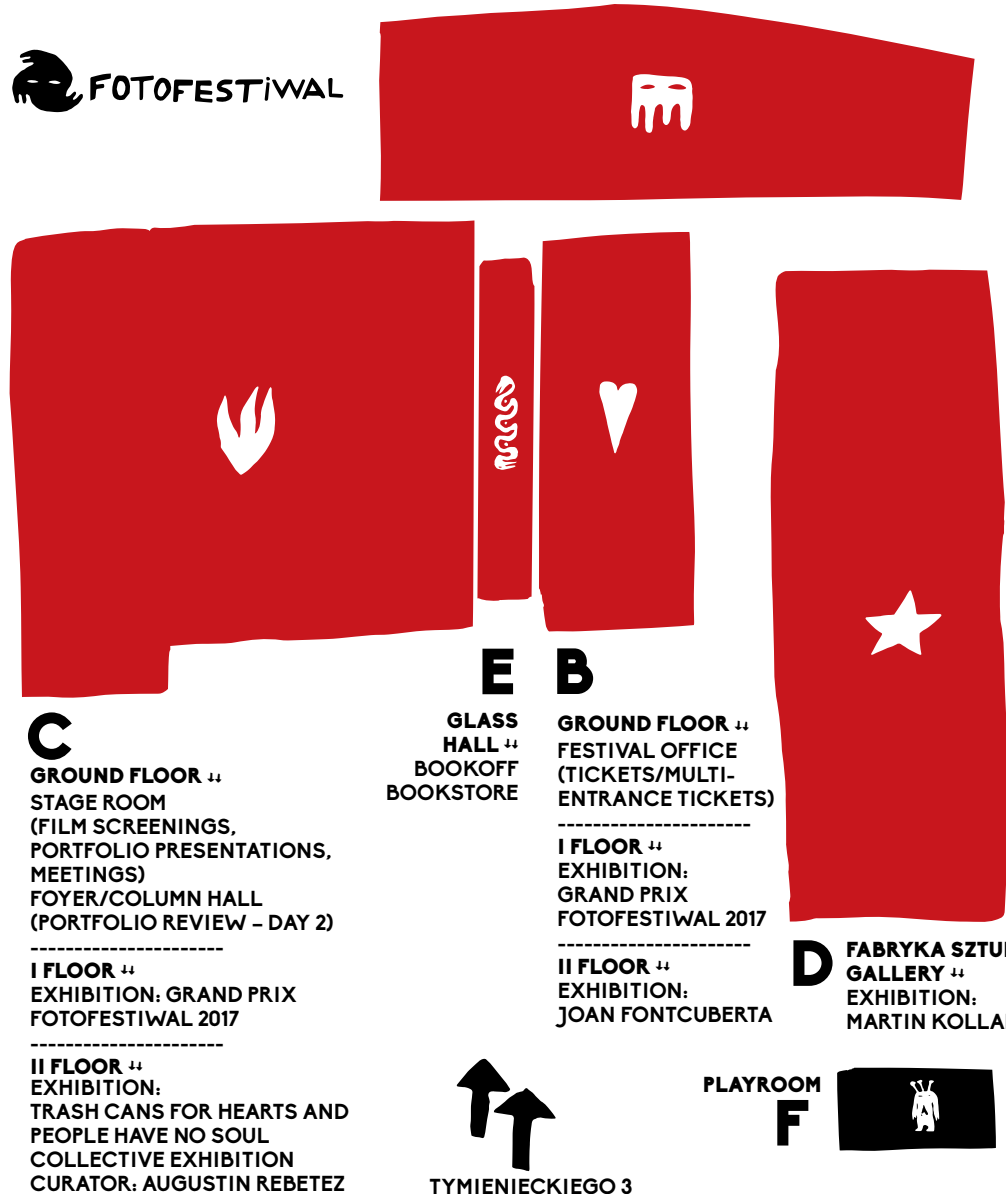 FOTOFESTiWAL
C
GROUND FLOOR ↓↓
STAGE ROOM
(FILM SCREENINGS,
PORTFOLIO PRESENTATIONS,
MEETINGS)
FOYER/COLUMN HALL
(PORTFOLIO REVIEW – DAY 2)
----------------------
I FLOOR ↓↓
EXHIBITION: GRAND PRIX
FOTOFESTIWAL 2017
----------------------
II FLOOR ↓↓
EXHIBITION:
TRASH CANS FOR HEARTS AND
PEOPLE HAVE NO SOUL
COLLECTIVE EXHIBITION
CURATOR: AUGUSTIN REBETEZ
E
GLASS
HALL ↓↓
BOOKOFF
BOOKSTORE
B
GROUND FLOOR ↓↓
FESTIVAL OFFICE
(TICKETS/MULTI-
ENTRANCE TICKETS)
----------------------
I FLOOR ↓↓
EXHIBITION:
GRAND PRIX
FOTOFESTIWAL 2017
----------------------
II FLOOR ↓↓
EXHIBITION:
JOAN FONTCUBERTA
D
FABRYKA
GALLERY ↓↓
EXHIBITION:
MARTIN
PLAYROOM
F
TYMIENIECKIEGO 3